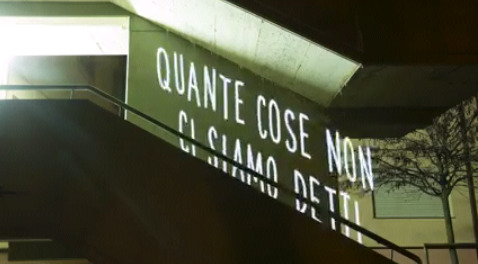 QUANTE COSE NON
CI SIAMO DETTI